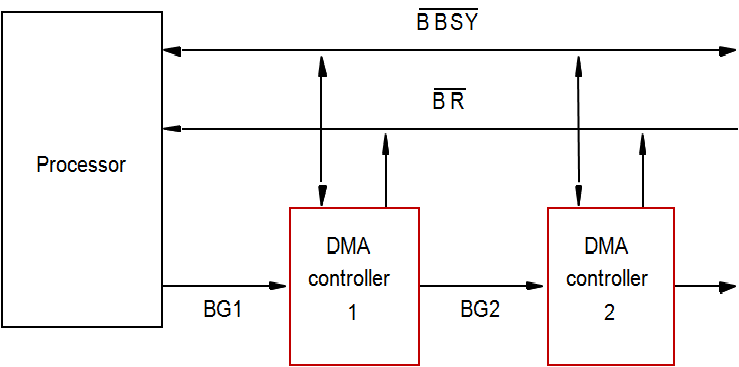 BBSY
BR
Processor
DMA
controller
1
DMA
controller
2
BG1
BG2